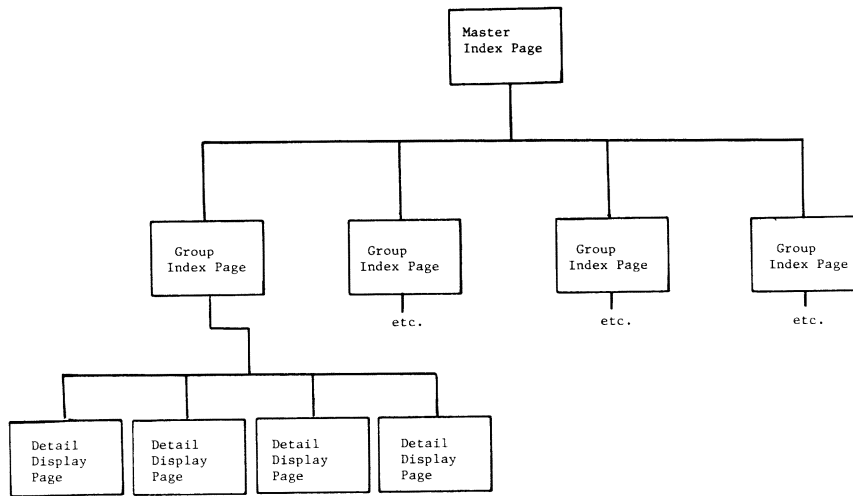 Master
Index Page
Group
Index Page
Group
Index Page
Group
Index Page
Group
Index Page
etc.
etc.
etc.
Detail
Display
Page
Detail
Display
Page
Detail
Display
Page
Detail
Display
Page